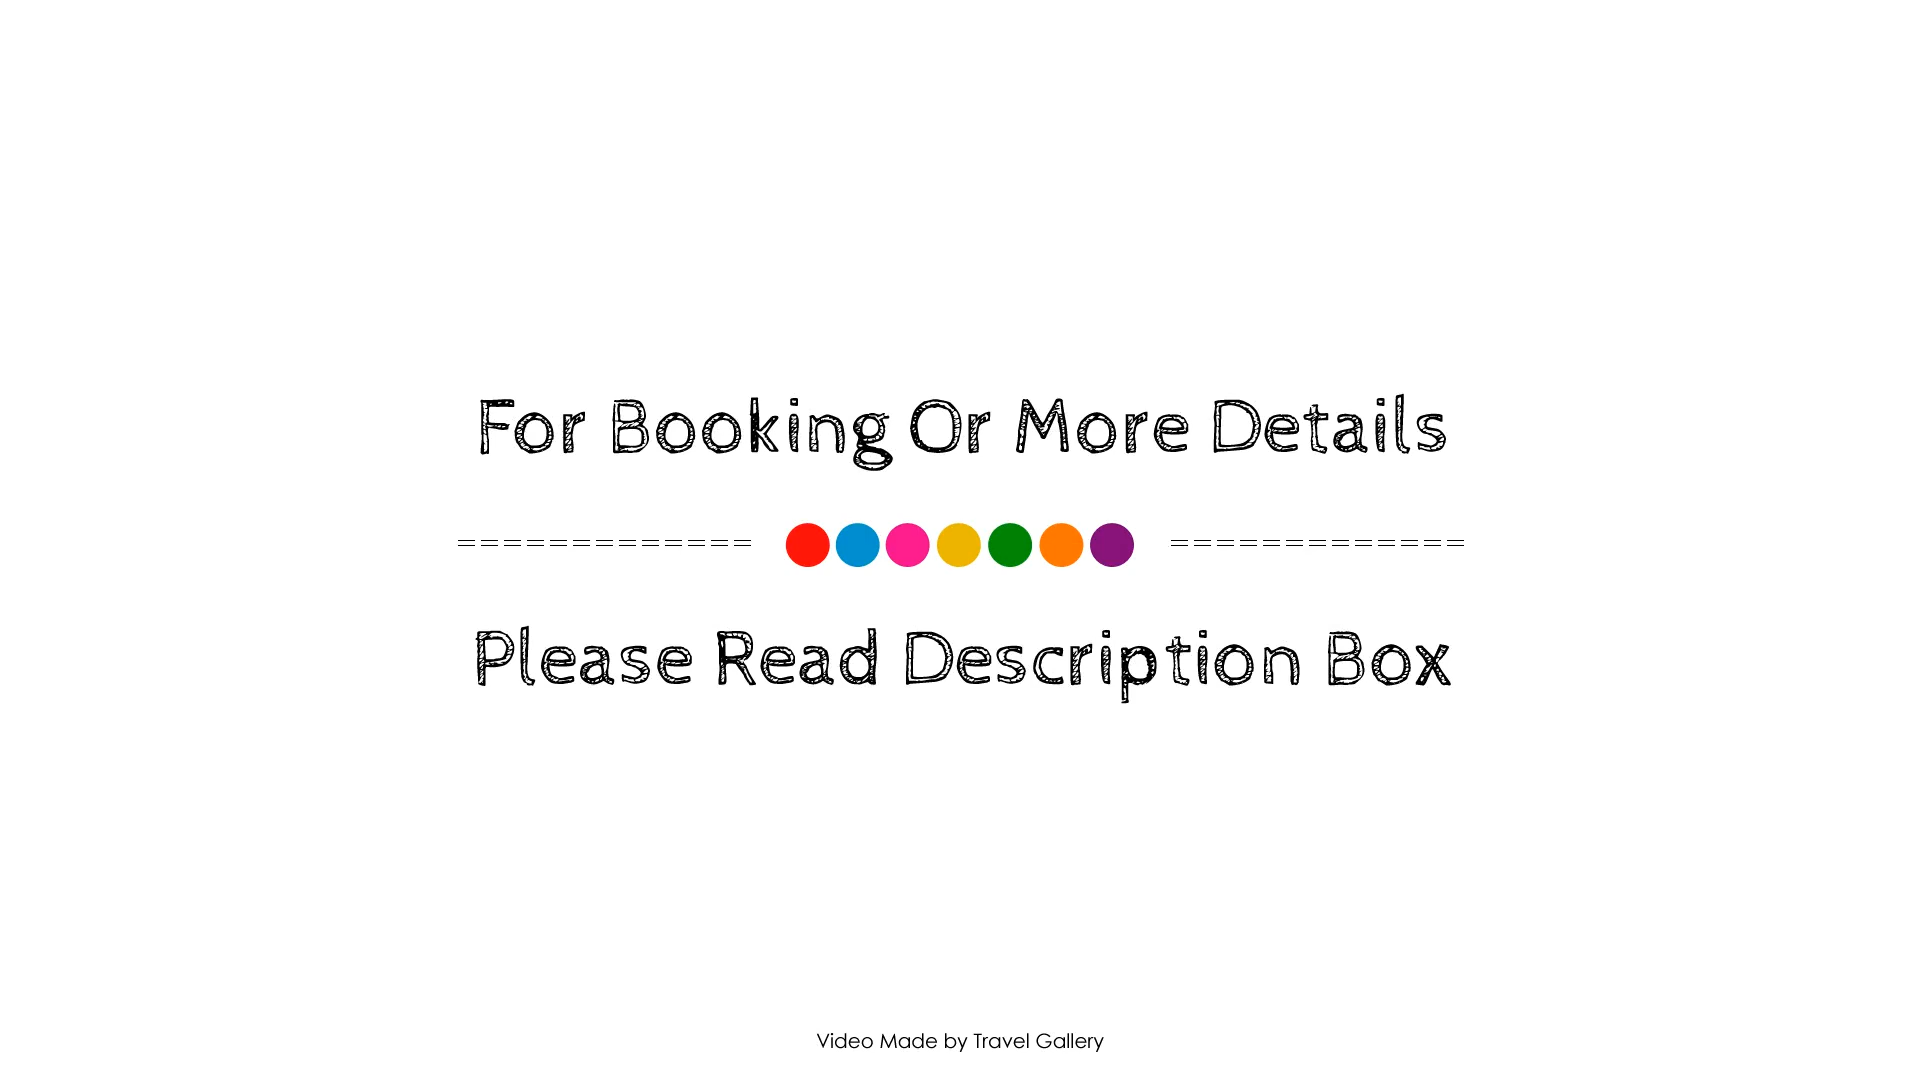 For Booking Or More Details
============= =============
Please Read Description Box
Video Made by Travel Gallery